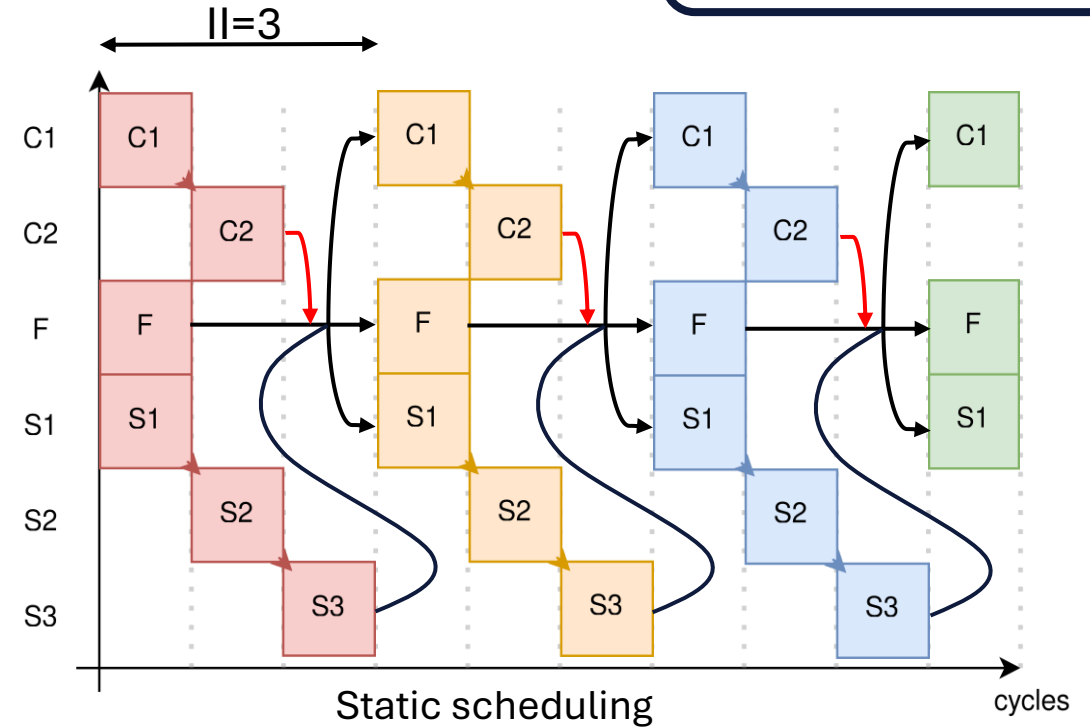 II=3
C1 C1 C1 C1 C1
C2 C2 C2 C2
F F F F F
S1 S1 S1 S1 S1
S2 S2 S2 S2
S3 S3 S3 S3
Static scheduling
cycles